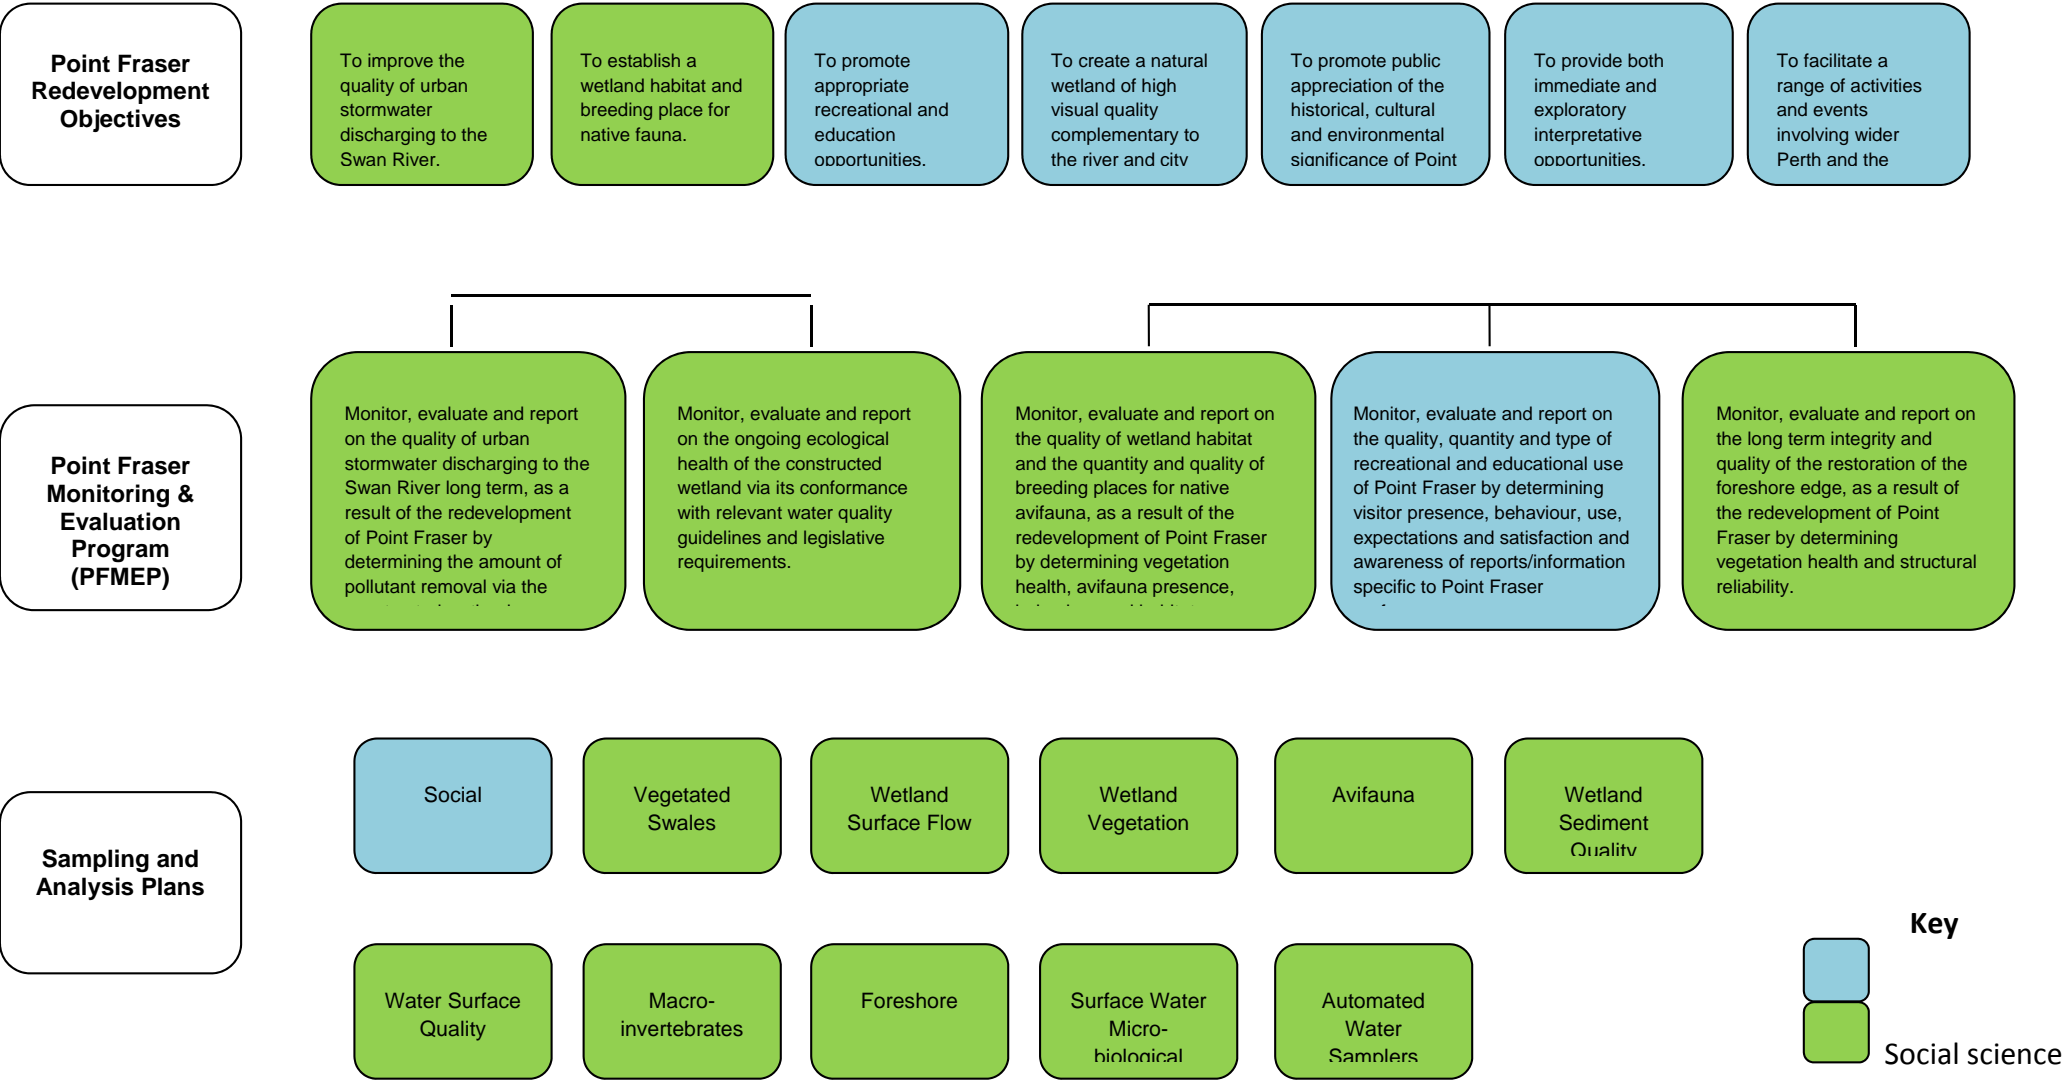 Point Fraser
Redevelopment
Objectives
To improve the
quality of urban
stormwater
discharging to the
Swan River.
To establish a
wetland habitat and
breeding place for
native fauna.
To promote
appropriate
recreational and
education
opportunities.
To create a natural
wetland of high
visual quality
complementary to
the river and city
To promote public
appreciation of the
historical, cultural
and environmental
significance of Point
To provide both
immediate and
exploratory
interpretative
opportunities.
To facilitate a
range of activities
and events
involving wider
Perth and the
Point Fraser
Monitoring &
Evaluation
Program
(PFMEP)
Monitor, evaluate and report
on the quality of urban
stormwater discharging to the
Swan River long term, as a
result of the redevelopment
of Point Fraser by
determining the amount of
pollutant removal via the
Monitor, evaluate and report
on the ongoing ecological
health of the constructed
wetland via its conformance
with relevant water quality
guidelines and legislative
requirements.
Monitor, evaluate and report on
the quality of wetland habitat
and the quantity and quality of
breeding places for native
avifauna, as a result of the
redevelopment of Point Fraser
by determining vegetation
health, avifauna presence,
Monitor, evaluate and report on
the quality, quantity and type of
recreational and educational use
of Point Fraser by determining
visitor presence, behaviour, use,
expectations and satisfaction and
awareness of reports/information
specific to Point Fraser
Monitor, evaluate and report on
the long term integrity and
quality of the restoration of the
foreshore edge, as a result of
the redevelopment of Point
Fraser by determining
vegetation health and structural
reliability.
Sampling and
Analysis Plans
Social
Vegetated
Swales
Wetland
Surface Flow
Wetland
Vegetation
Avifauna
Wetland
Sediment
Quality
Water Surface
Quality
Macro-
invertebrates
Foreshore
Surface Water
Micro-
biological
Automated
Water
Samplers
Key
Social science